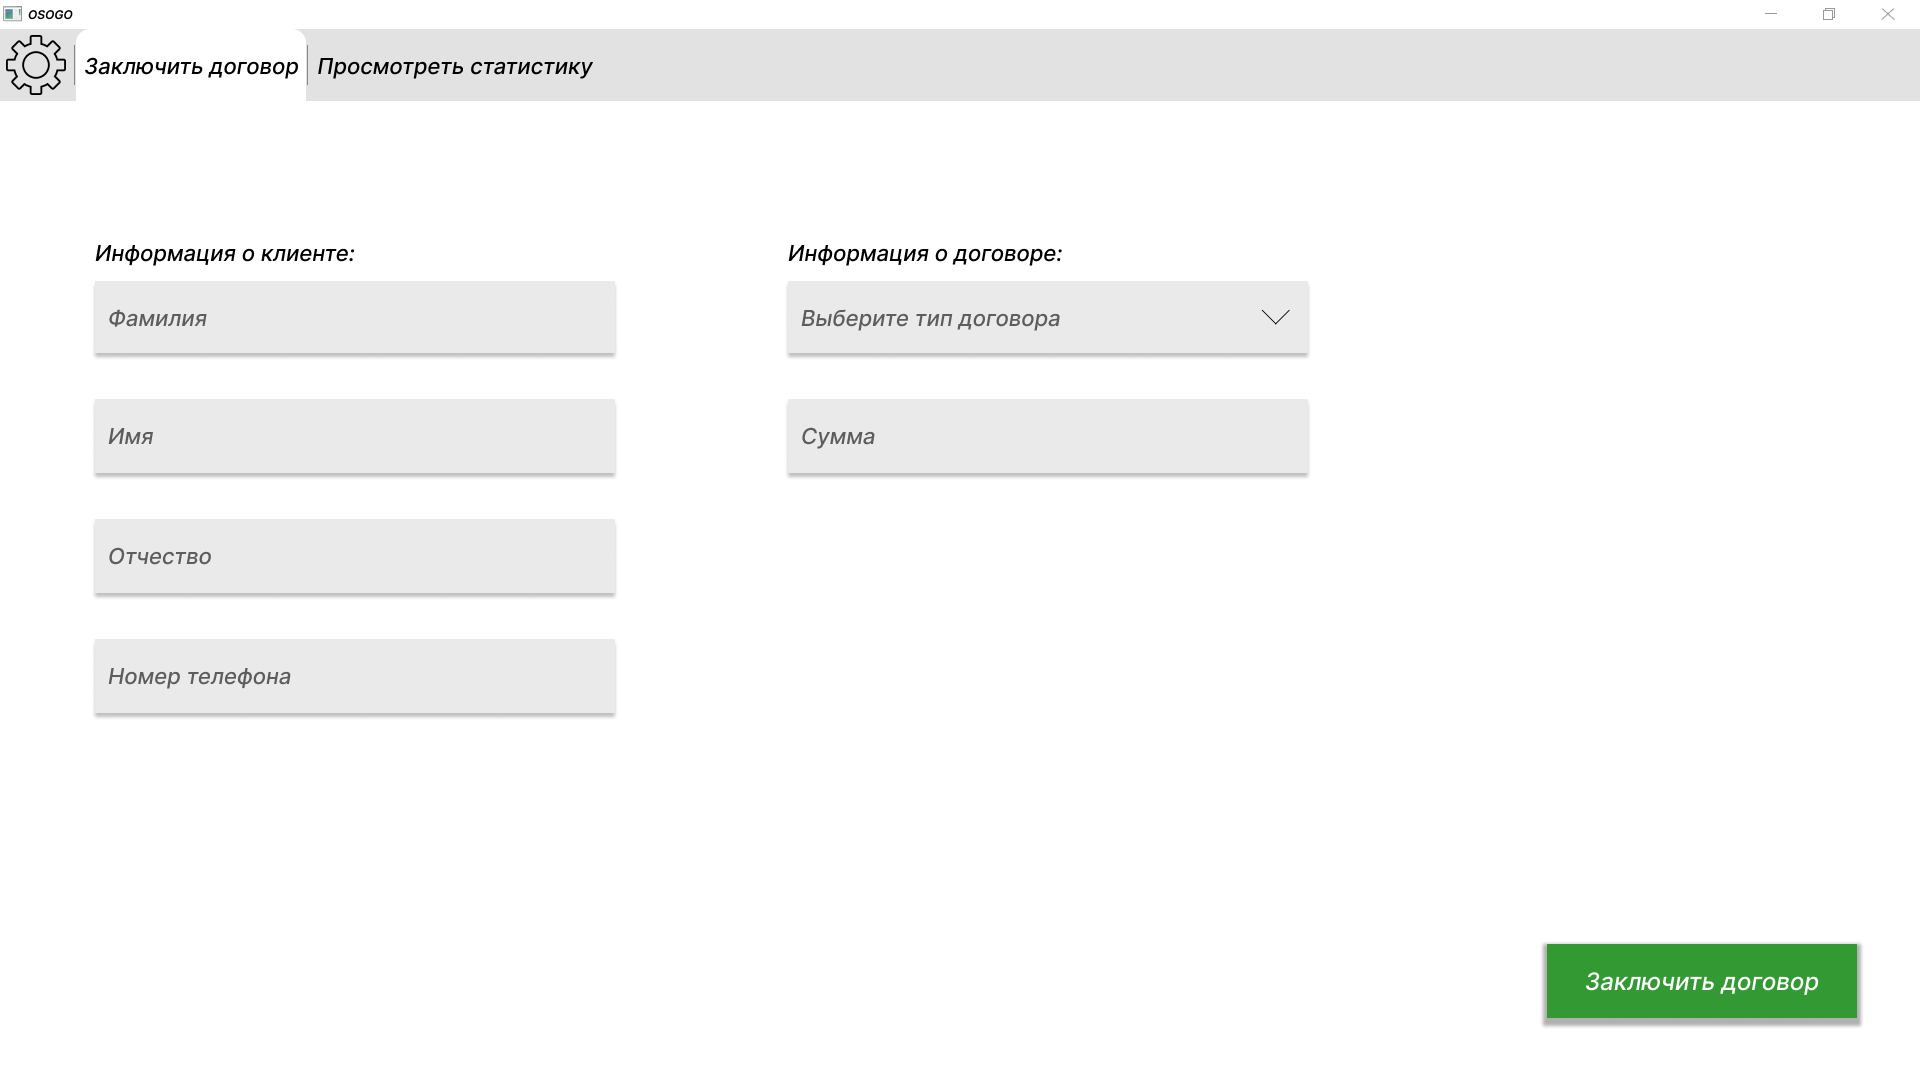 OSOGO
Заключить договор
Просмотреть статистику
Информация о клиенте:
Фамилия
Имя
Отчество
Номер телефона
Информация о договоре:
Выберите тип договора
Сумма
Заключить договор